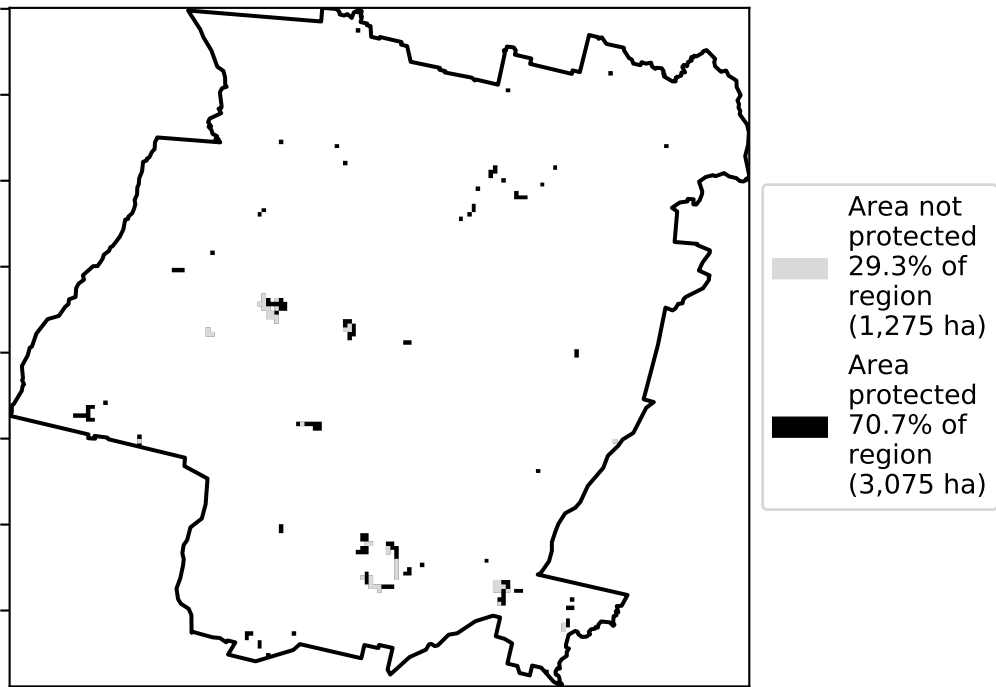 Area not
protected
29.3% of
region
(1,275 ha)
Area
protected
70.7% of
region
(3,075 ha)